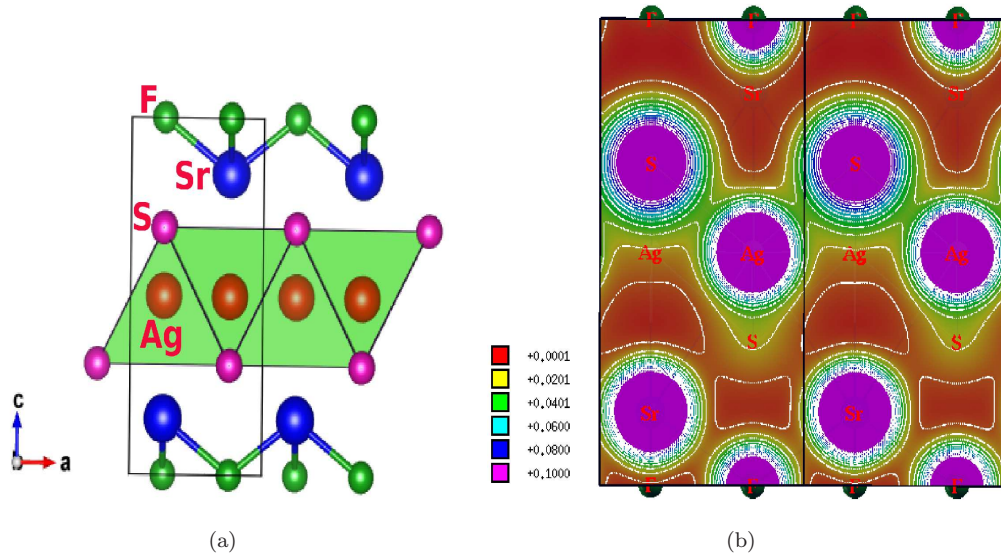 F
Sr
S
Ag
c
a
+0.0001
+0.0201
+0.0401
+0.0600
+0.0800
+0.1000
F F F F
Sr Sr
S S
Ag Ag Ag Ag
S S
Sr Sr
F F F F
(a) (b)